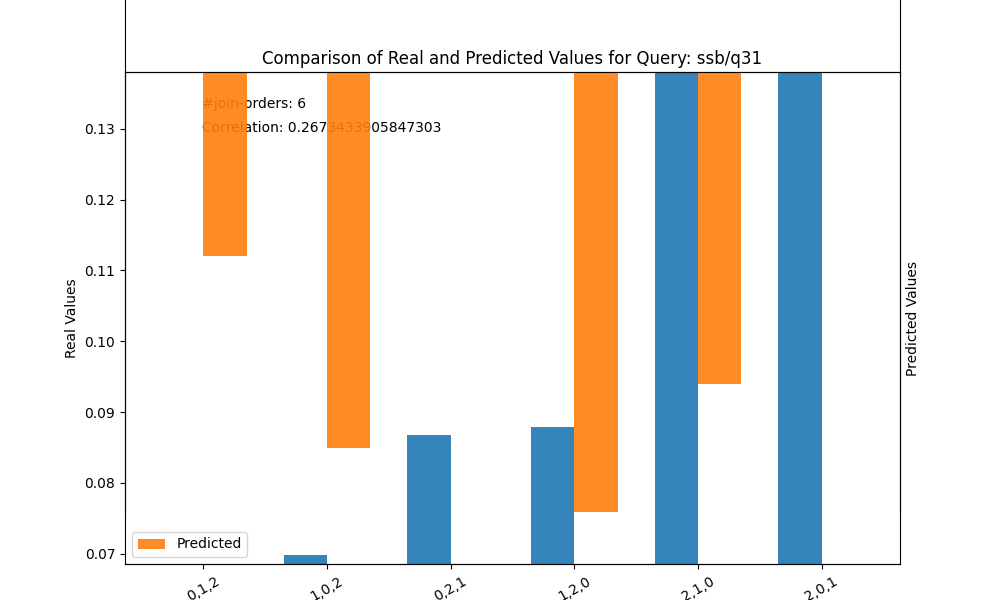 Comparison of Real and Predicted Values for Query: ssb/q31
#join-orders: 6
Correlation: 0.2673433905847303
0.13
0.12
0.11
0.10
0.09
0.08
0.07
Real Values
Predicted Values
Predicted
0,1,2
1,0,2
0,2,1
1,2,0
2,1,0
2,0,1